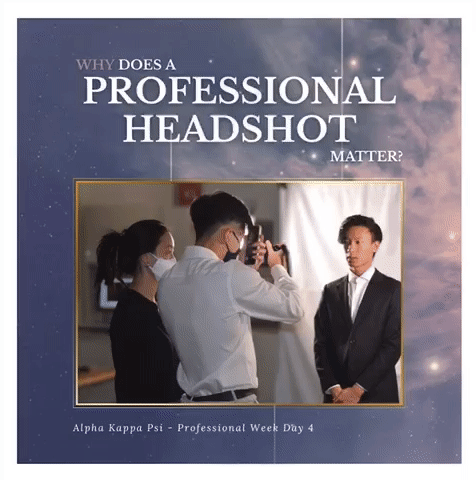 WHY DOES A
PROFESSIONAL
HEADSHOT
MATTER?
Alpha Kappa Psi - Professional Week Day 4